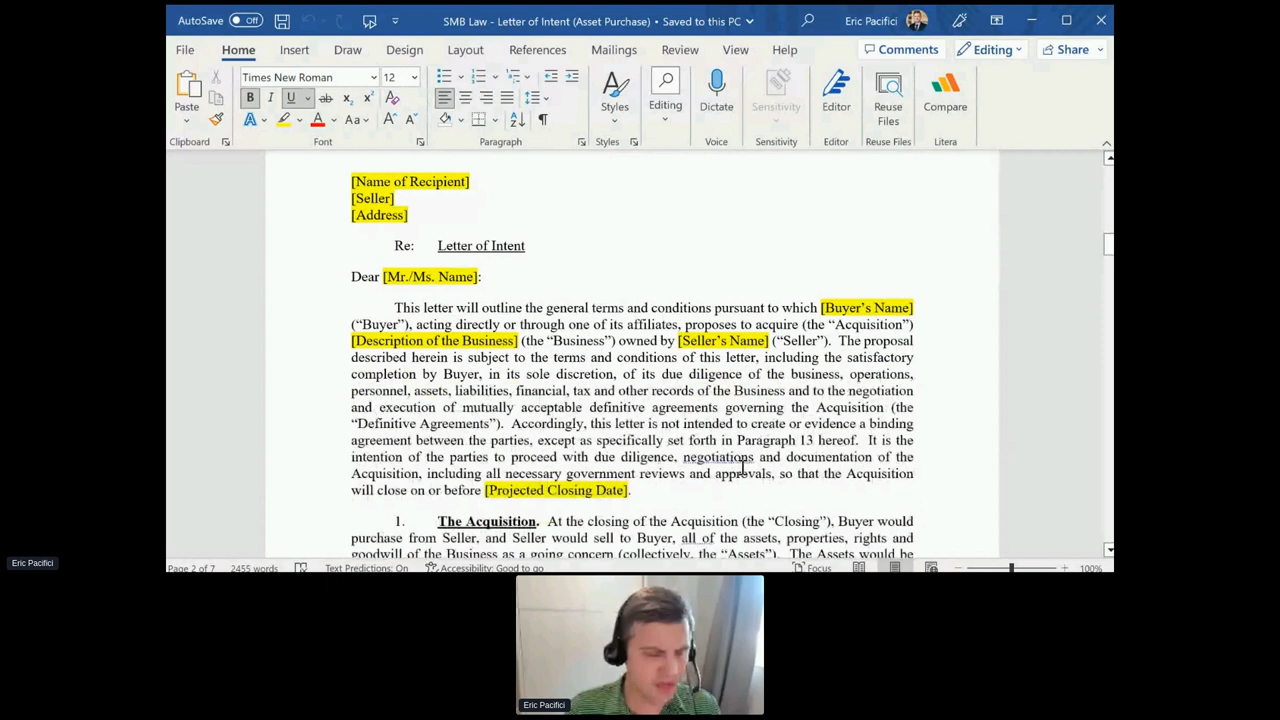 AutoSave Off SMB Law - Letter of Intent (Asset Purchase) • Saved to this PC Eric Pacifici
File Home Insert Draw Design Layout References Mailings Review View Help Comments Editing Share
Times New Roman 12
Paste Styles Editing Dictate Sensitivity Editor Reuse Files Compare
Clipboard Font Paragraph Styles Voice Sensitivity Editor Reuse Files Litera
[Name of Recipient]
[Seller]
[Address]
Re: Letter of Intent
Dear [Mr./Ms. Name]:
This letter will outline the general terms and conditions pursuant to which [Buyer’s Name]
(“Buyer”), acting directly or through one of its affiliates, proposes to acquire (the “Acquisition”)
[Description of the Business] (the “Business”) owned by [Seller’s Name] (“Seller”). The proposal
described herein is subject to the terms and conditions of this letter, including the satisfactory
completion by Buyer, in its sole discretion, of its due diligence of the business, operations,
personnel, assets, liabilities, financial, tax and other records of the Business and to the negotiation
and execution of mutually acceptable definitive agreements governing the Acquisition (the
“Definitive Agreements”). Accordingly, this letter is not intended to create or evidence a binding
agreement between the parties, except as specifically set forth in Paragraph 13 hereof. It is the
intention of the parties to proceed with due diligence, negotiations and documentation of the
Acquisition, including all necessary government reviews and approvals, so that the Acquisition
will close on or before [Projected Closing Date].
1. The Acquisition. At the closing of the Acquisition (the “Closing”), Buyer would
purchase from Seller, and Seller would sell to Buyer, all of the assets, properties, rights and
goodwill of the Business as a going concern (collectively, the “Assets”). The Assets would be
Page 2 of 7 2455 words Text Predictions: On Accessibility: Good to go Focus 100%
Eric Pacifici
Eric Pacifici